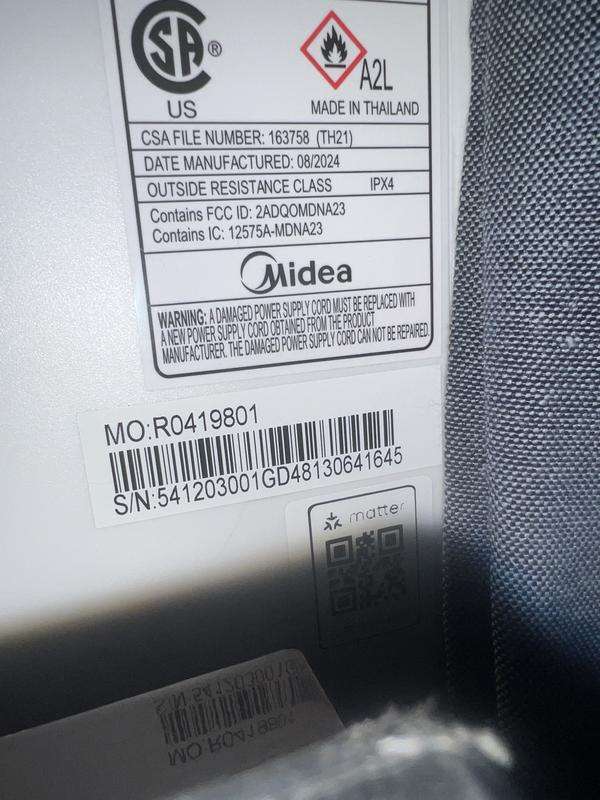 CSA ®
US
A2L
MADE IN THAILAND
CSA FILE NUMBER: 163758 (TH21)
DATE MANUFACTURED: 08/2024
OUTSIDE RESISTANCE CLASS IPX4
Contains FCC ID: 2ADQOMDNA23
Contains IC: 12575A-MDNA23
Midea
WARNING: A DAMAGED POWER SUPPLY CORD MUST BE REPLACED WITH
A NEW POWER SUPPLY CORD OBTAINED FROM THE PRODUCT
MANUFACTURER. THE DAMAGED POWER SUPPLY CORD CAN NOT BE REPAIRED.
MO:R0419801
S/N:541203001GD48130641645
matter